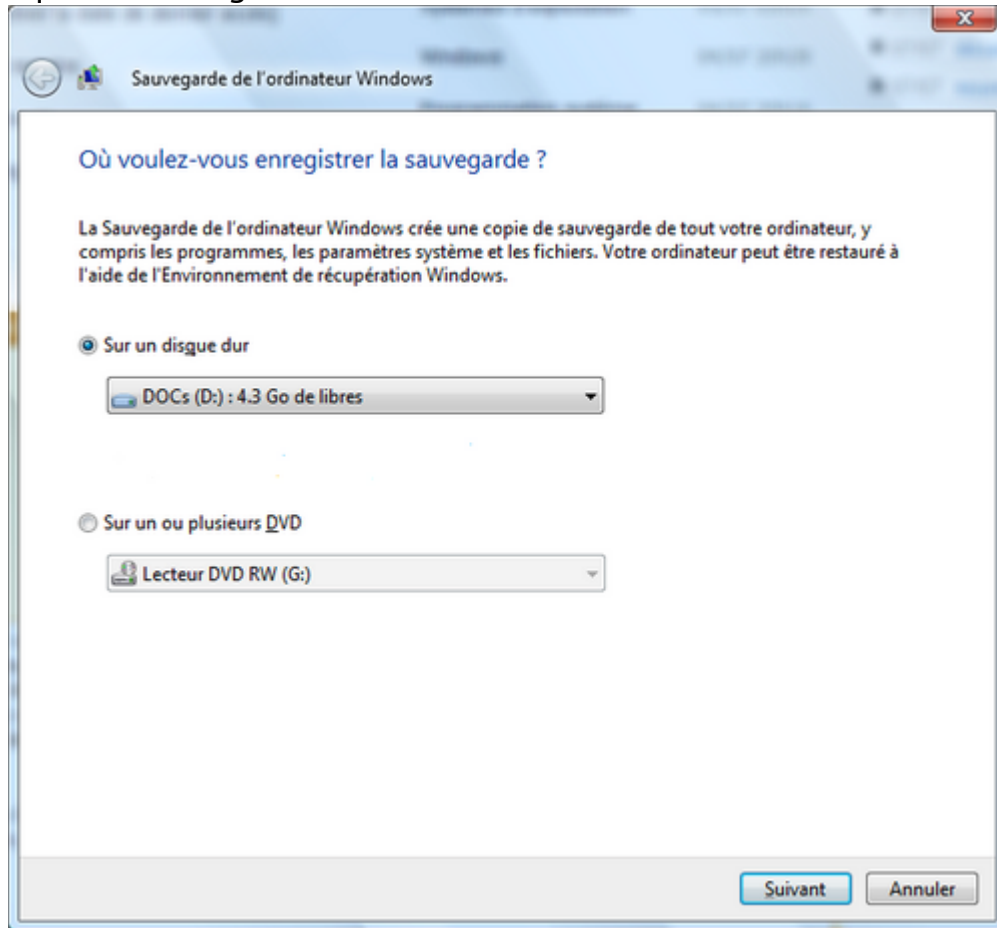 Sauvegarde de l'ordinateur Windows
Où voulez-vous enregistrer la sauvegarde ?
La Sauvegarde de l'ordinateur Windows crée une copie de sauvegarde de tout votre ordinateur, y
compris les programmes, les paramètres système et les fichiers. Votre ordinateur peut être restauré à
l'aide de l'Environnement de récupération Windows.
Sur un disque dur
DOCs (D:) : 4.3 Go de libres
Sur un ou plusieurs DVD
Lecteur DVD RW (G:)
Suivant Annuler